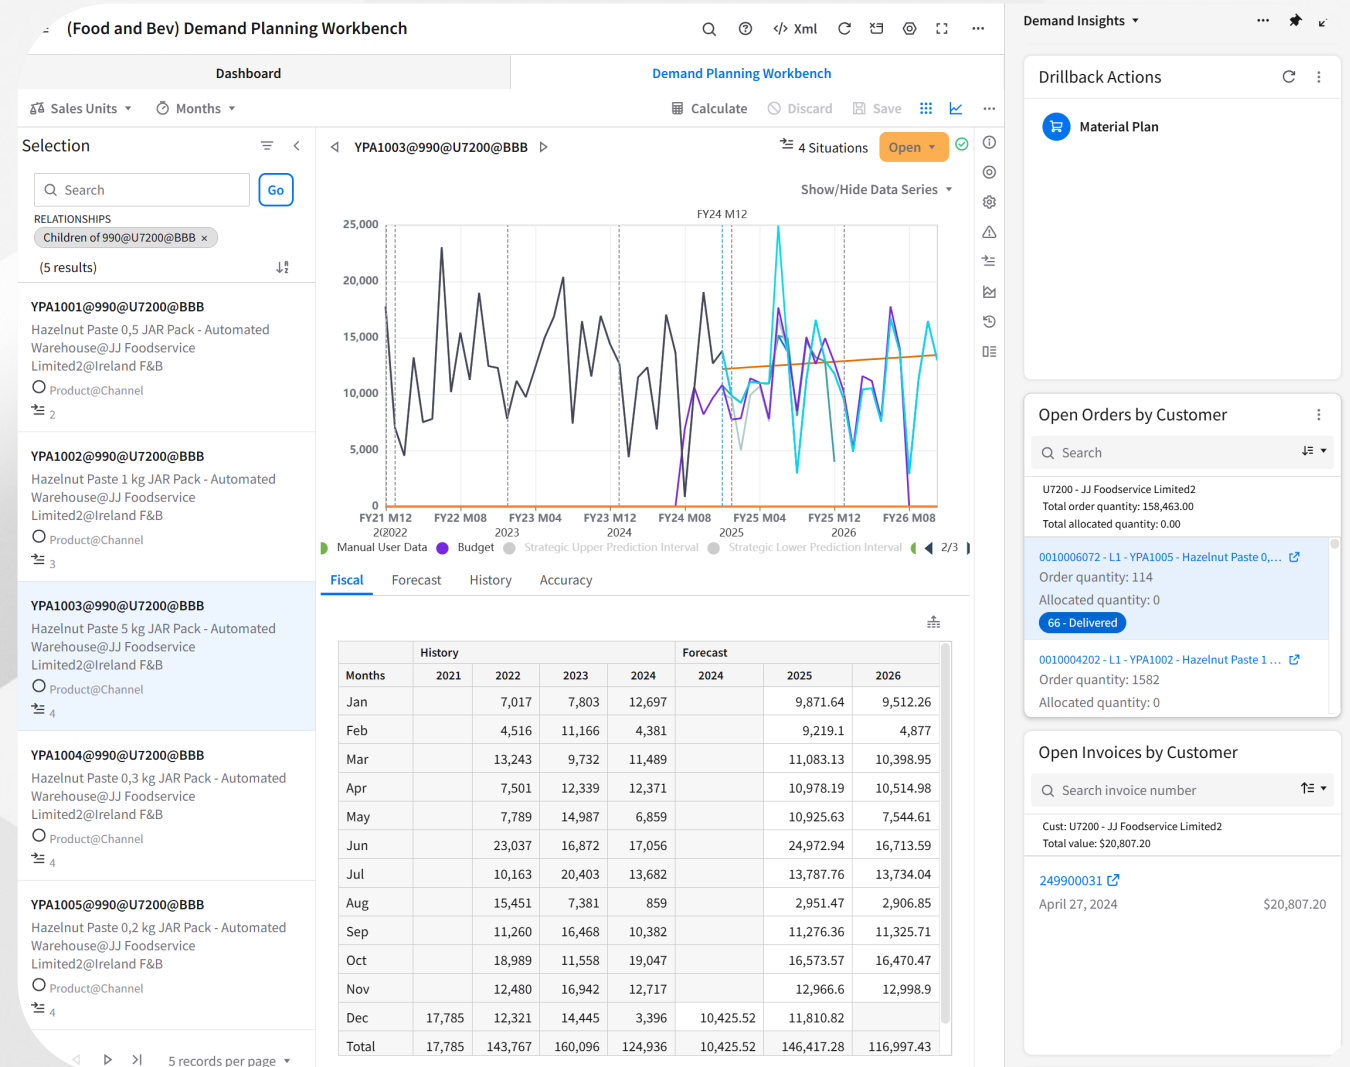 (Food and Bev) Demand Planning Workbench
</> Xml
Dashboard
Demand Planning Workbench
Sales Units
Months
Calculate
Discard
Save
Selection
Search
Go
RELATIONSHIPS
Children of 990@U7200@BBB ×
(5 results)
YPA1001@990@U7200@BBB
Hazelnut Paste 0,5 JAR Pack - Automated
Warehouse@JJ Foodservice
Limited2@Ireland F&B
Product@Channel
2
YPA1002@990@U7200@BBB
Hazelnut Paste 1 kg JAR Pack - Automated
Warehouse@JJ Foodservice
Limited2@Ireland F&B
Product@Channel
3
YPA1003@990@U7200@BBB
Hazelnut Paste 5 kg JAR Pack - Automated
Warehouse@JJ Foodservice
Limited2@Ireland F&B
Product@Channel
4
YPA1004@990@U7200@BBB
Hazelnut Paste 0,3 kg JAR Pack - Automated
Warehouse@JJ Foodservice
Limited2@Ireland F&B
Product@Channel
4
YPA1005@990@U7200@BBB
Hazelnut Paste 0,2 kg JAR Pack - Automated
Warehouse@JJ Foodservice
Limited2@Ireland F&B
Product@Channel
4
5 records per page
YPA1003@990@U7200@BBB
4 Situations
Open
Show/Hide Data Series
FY24 M12
25,000
20,000
15,000
10,000
5,000
0
FY21 M12 FY22 M08 FY23 M04 FY23 M12 FY24 M08 FY25 M04 FY25 M12 FY26 M08
2022 2023 2024 2025 2026
Manual User Data Budget Strategic Upper Prediction Interval Strategic Lower Prediction Interval 2/3
Fiscal Forecast History Accuracy
History Forecast
Months 2021 2022 2023 2024 2024 2025 2026
Jan 7,017 7,803 12,697 9,871.64 9,512.26
Feb 4,516 11,166 4,381 9,219.1 4,877
Mar 13,243 9,732 11,489 11,083.13 10,398.95
Apr 7,501 12,339 12,371 10,978.19 10,514.98
May 7,789 14,987 6,859 10,925.63 7,544.61
Jun 23,037 16,872 17,056 24,972.94 16,713.59
Jul 10,163 20,403 13,682 13,787.76 13,734.04
Aug 15,451 7,381 859 2,951.47 2,906.85
Sep 11,260 16,468 10,382 11,276.36 11,325.71
Oct 18,989 11,558 19,047 16,573.57 16,470.47
Nov 12,480 16,942 12,717 12,966.6 12,998.9
Dec 17,785 12,321 14,445 3,396 10,425.52 11,810.82
Total 17,785 143,767 160,096 124,936 10,425.52 146,417.28 116,997.43
Demand Insights
Drillback Actions
Material Plan
Open Orders by Customer
Search
U7200 - JJ Foodservice Limited2
Total order quantity: 158,463.00
Total allocated quantity: 0.00
0010006072 - L1 - YPA1005 - Hazelnut Paste 0,...
Order quantity: 114
Allocated quantity: 0
66 - Delivered
0010004202 - L1 - YPA1002 - Hazelnut Paste 1 ...
Order quantity: 1582
Allocated quantity: 0
Open Invoices by Customer
Search invoice number
Cust: U7200 - JJ Foodservice Limited2
Total value: $20,807.20
249900031
April 27, 2024 $20,807.20